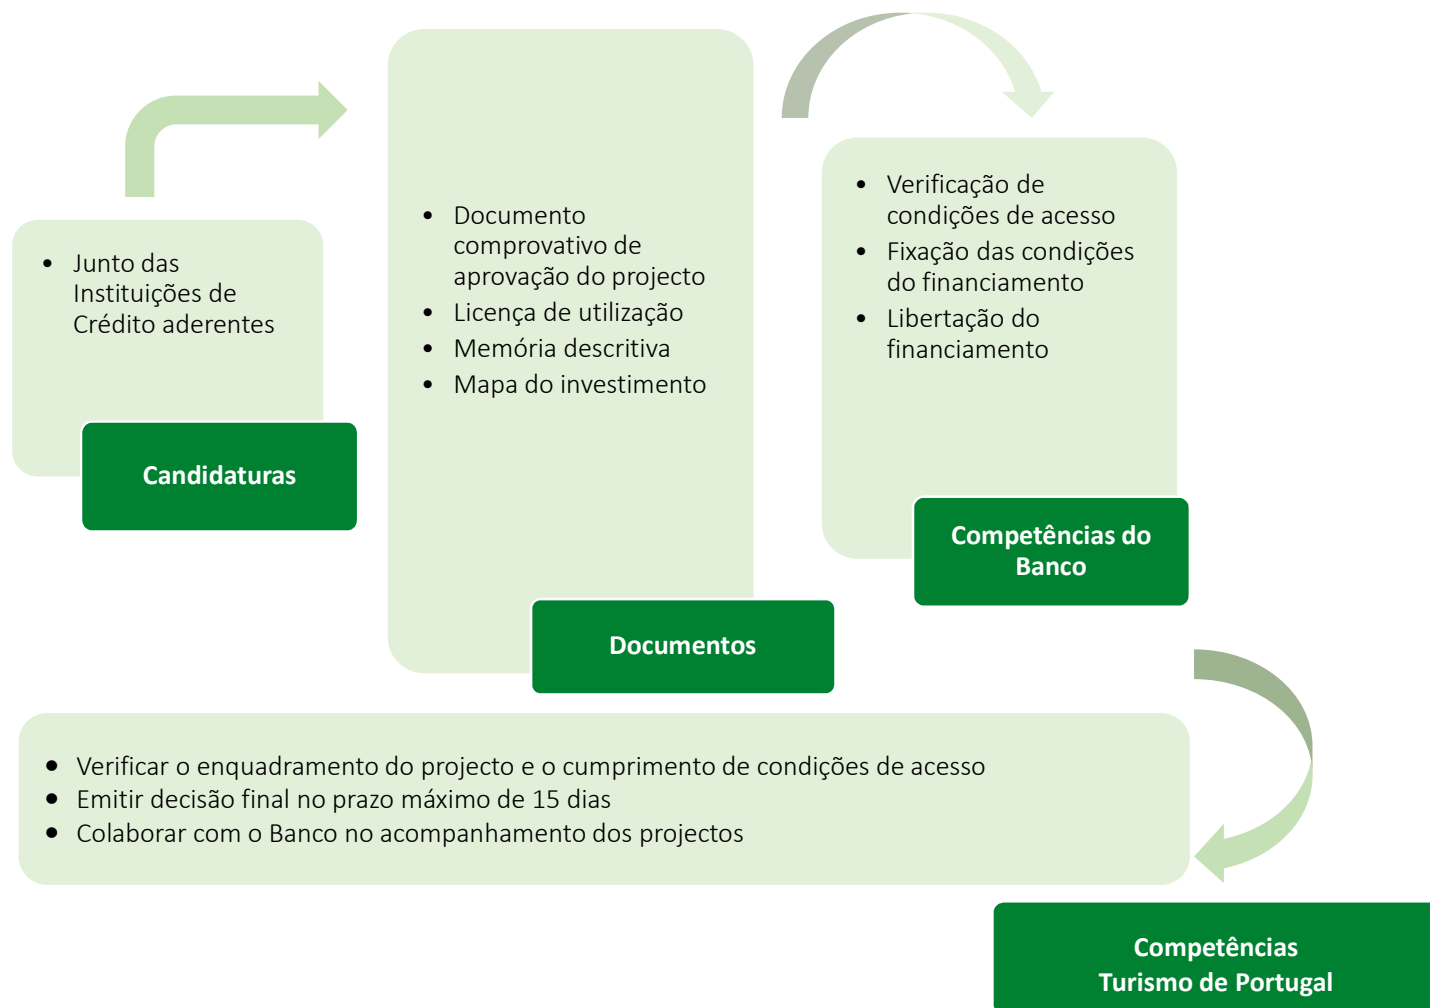 • Junto das
Instituições de
Crédito aderentes
Candidaturas
• Documento
comprovativo de
aprovação do projecto
• Licença de utilização
• Memória descritiva
• Mapa do investimento
Documentos
• Verificação de
condições de acesso
• Fixação das condições
do financiamento
• Libertação do
financiamento
Competências do
Banco
• Verificar o enquadramento do projecto e o cumprimento de condições de acesso
• Emitir decisão final no prazo máximo de 15 dias
• Colaborar com o Banco no acompanhamento dos projectos
Competências
Turismo de Portugal